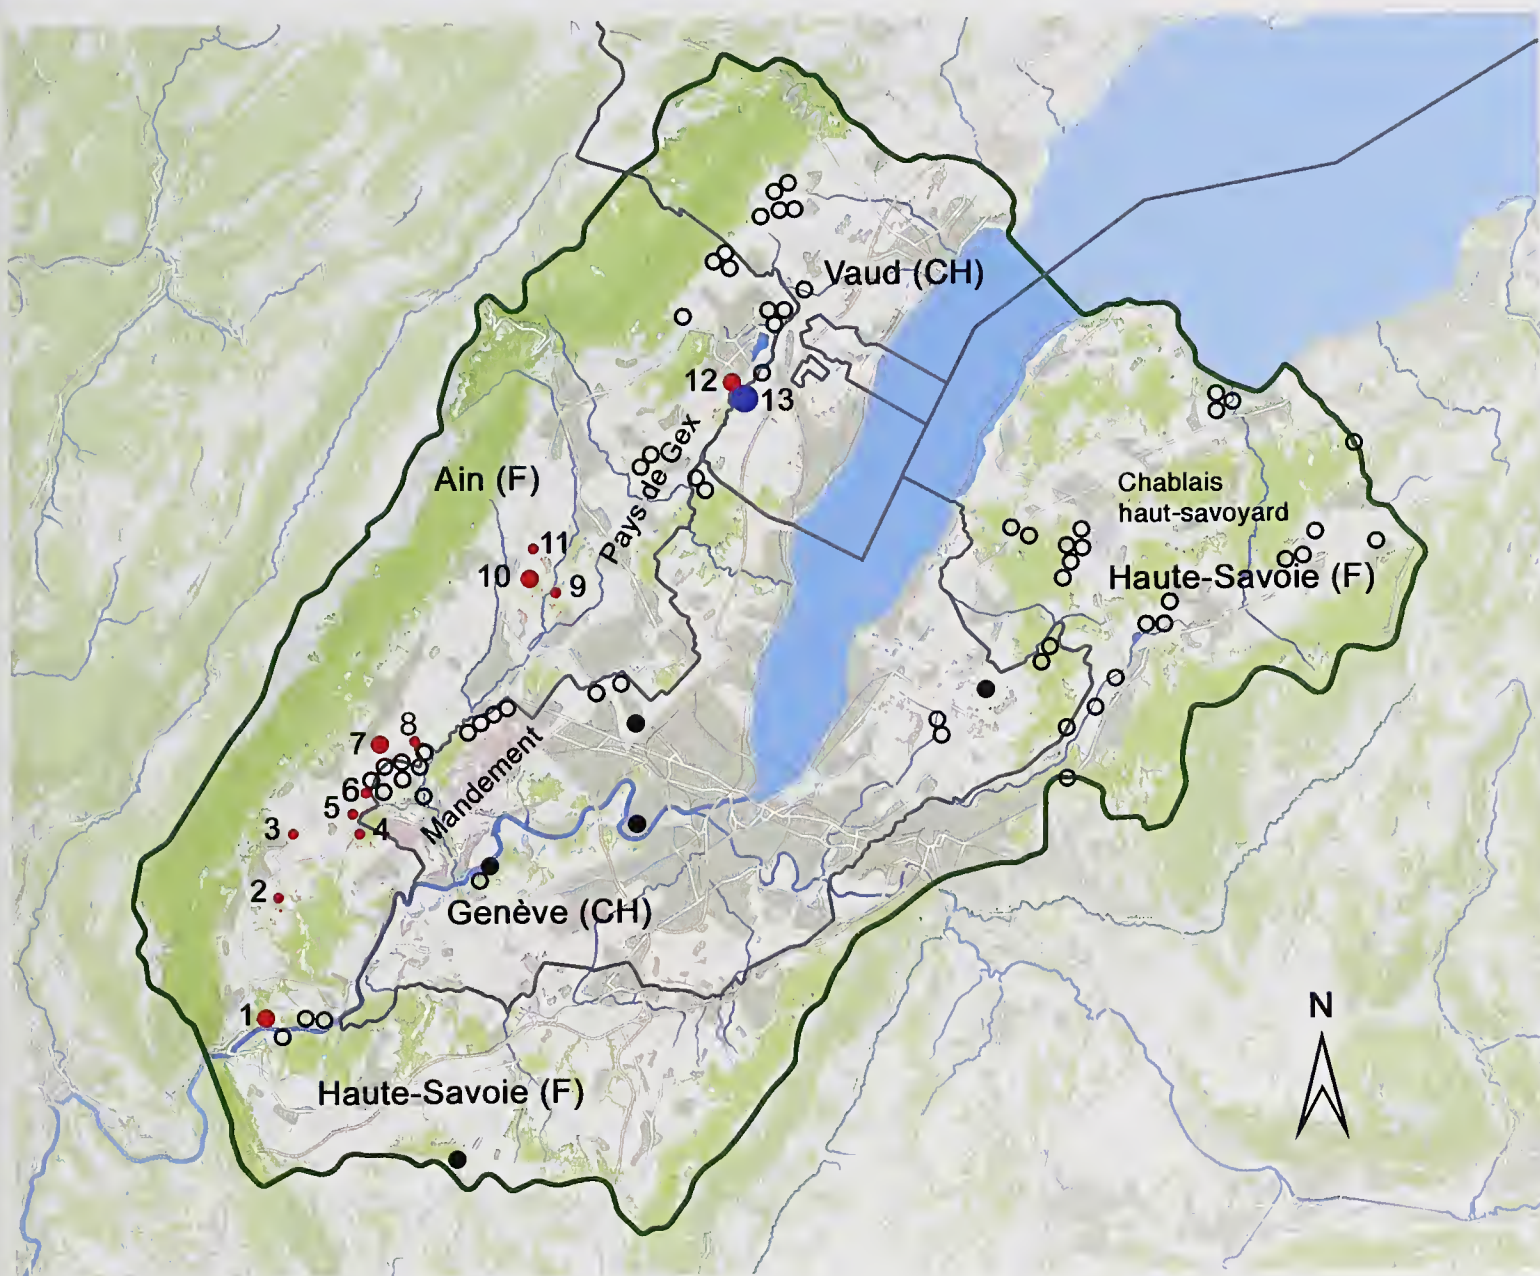 Vaud (CH)
12
13
Ain (F)
Pays de Gex
Chablais
haut-savoyard
11
10
9
Haute-Savoie (F)
8
7
Mandement
6
5
3
4
2
Genève (CH)
1
N
Haute-Savoie (F)